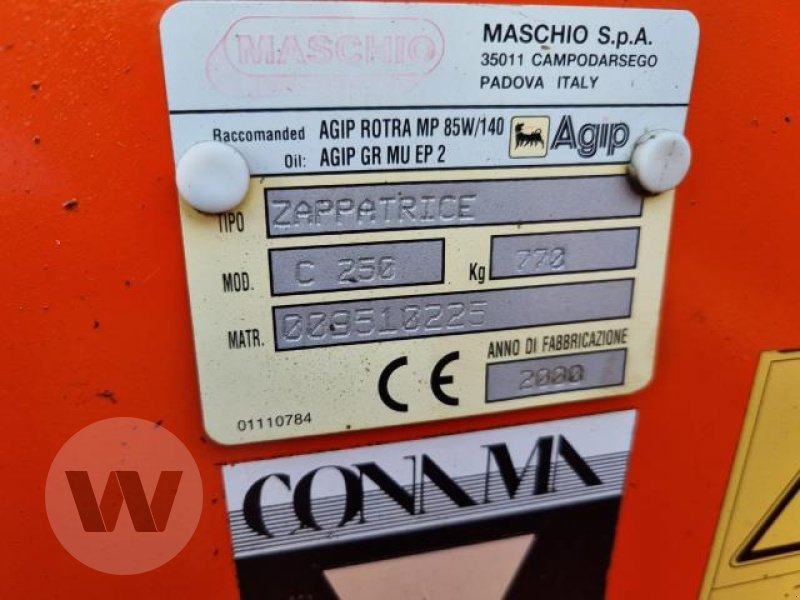 MASCHIO
MASCHIO S.p.A.
35011 CAMPODARSEGO
PADOVA ITALY
Raccomanded Oil: AGIP ROTRA MP 85W/140
AGIP GR MU EP 2
Agip
TIPO ZAPPATRICE
MOD. C 250 Kg 770
MATR. 009510225
ANNO DI FABBRICAZIONE
CE 2000
01110784
CONAMA
W